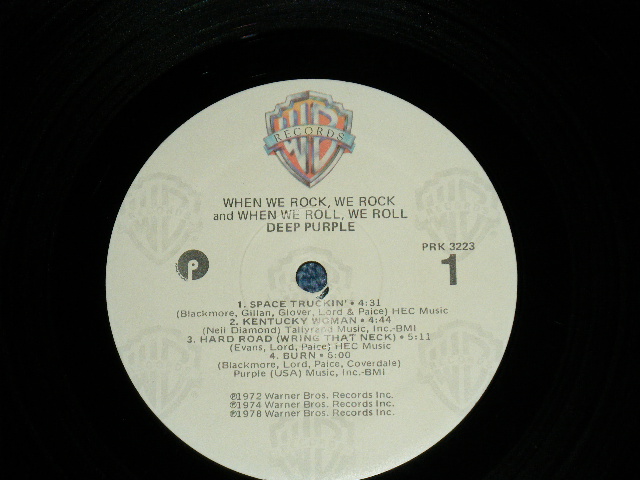 RECORDS
WHEN WE ROCK, WE ROCK
and WHEN WE ROLL, WE ROLL
DEEP PURPLE
PRK 3223
1
P
1. SPACE TRUCKIN' • 4:31
(Blackmore, Gillan, Glover, Lord & Paice) HEC Music
2. KENTUCKY WOMAN • 4:44
(Neil Diamond) Tallyrand Music, Inc.-BMI
3. HARD ROAD (WRING THAT NECK) • 5:11
(Evans, Lord, Paice) HEC Music
4. BURN • 6:00
(Blackmore, Lord, Paice, Coverdale)
Purple (USA) Music, Inc.-BMI
℗1972 Warner Bros. Records Inc.
℗1974 Warner Bros. Records Inc.
℗1978 Warner Bros. Records Inc.